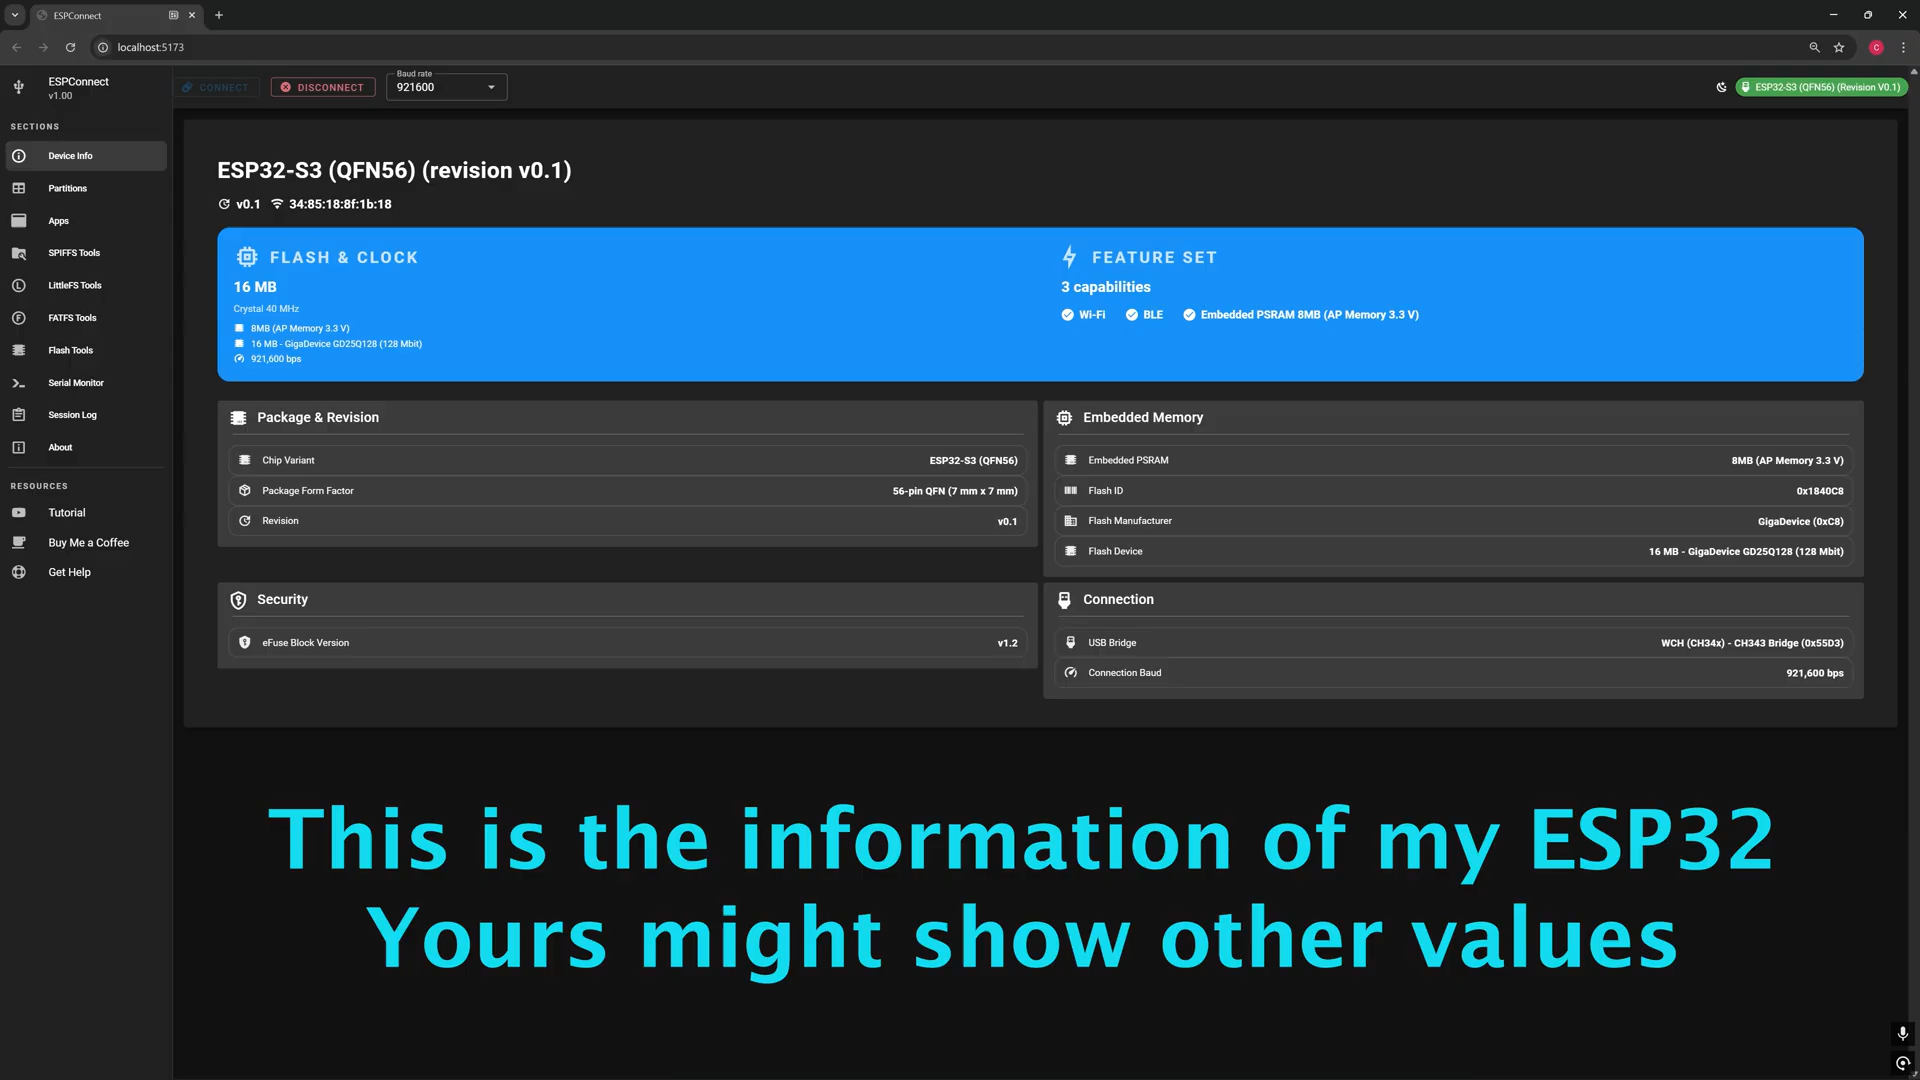 ESPConnect
localhost:5173
C
ESPConnect
v1.00
CONNECT
DISCONNECT
Baud rate
921600
ESP32-S3 (QFN56) (Revision V0.1)
SECTIONS
Device Info
Partitions
Apps
SPIFFS Tools
LittleFS Tools
FATFS Tools
Flash Tools
Serial Monitor
Session Log
About
RESOURCES
Tutorial
Buy Me a Coffee
Get Help
ESP32-S3 (QFN56) (revision v0.1)
v0.1 34:85:18:8f:1b:18
FLASH & CLOCK
16 MB
Crystal 40 MHz
8MB (AP Memory 3.3 V)
16 MB - GigaDevice GD25Q128 (128 Mbit)
921,600 bps
FEATURE SET
3 capabilities
Wi-Fi BLE Embedded PSRAM 8MB (AP Memory 3.3 V)
Package & Revision
Chip Variant ESP32-S3 (QFN56)
Package Form Factor 56-pin QFN (7 mm x 7 mm)
Revision v0.1
Embedded Memory
Embedded PSRAM 8MB (AP Memory 3.3 V)
Flash ID 0x1840C8
Flash Manufacturer GigaDevice (0xC8)
Flash Device 16 MB - GigaDevice GD25Q128 (128 Mbit)
Security
eFuse Block Version v1.2
Connection
USB Bridge WCH (CH34x) - CH343 Bridge (0x55D3)
Connection Baud 921,600 bps
This is the information of my ESP32
Yours might show other values